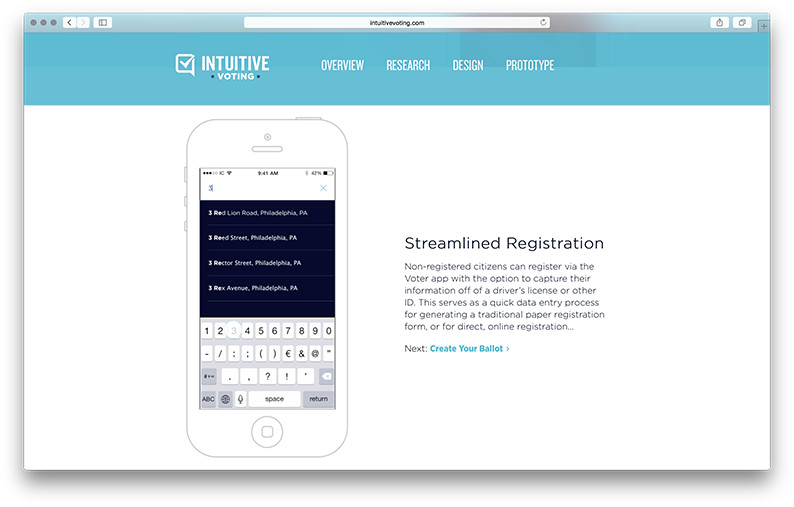 intuitivevoting.com
INTUITIVE
• VOTING •
OVERVIEW RESEARCH DESIGN PROTOTYPE
●●●○○ IC 9:41 AM 42%
3
3 Red Lion Road, Philadelphia, PA
3 Reed Street, Philadelphia, PA
3 Rector Street, Philadelphia, PA
3 Rex Avenue, Philadelphia, PA
1 2 3 4 5 6 7 8 9 0
- / : ; ( ) € & @ "
#+= . , ? ! '
ABC space return
Streamlined Registration
Non-registered citizens can register via the
Voter app with the option to capture their
information off of a driver's license or other
ID. This serves as a quick data entry process
for generating a traditional paper registration
form, or for direct, online registration...
Next: Create Your Ballot ›